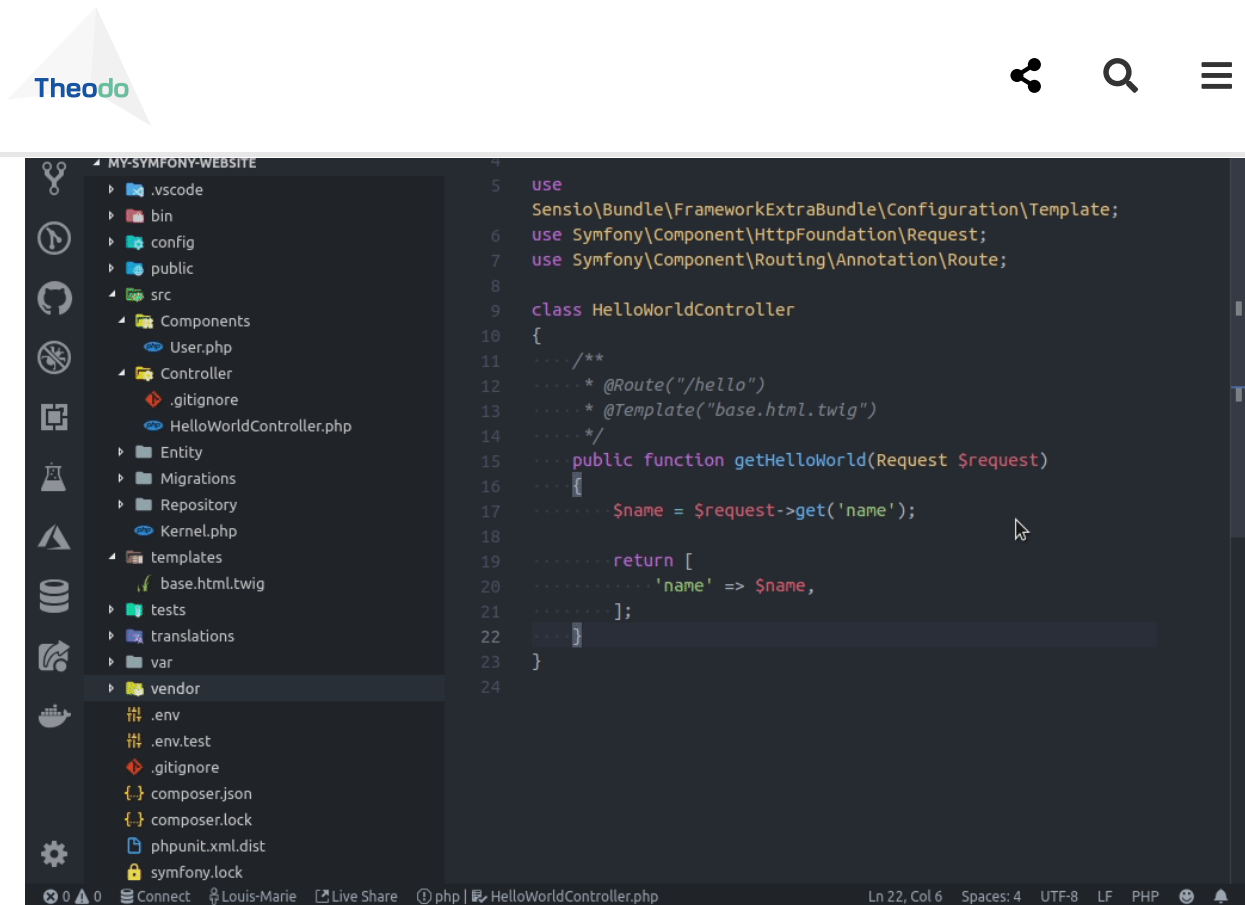 Theodo
MY-SYMFONY-WEBSITE
.vscode
bin
config
public
src
Components
User.php
Controller
.gitignore
HelloWorldController.php
Entity
Migrations
Repository
Kernel.php
templates
base.html.twig
tests
translations
var
vendor
.env
.env.test
.gitignore
composer.json
composer.lock
phpunit.xml.dist
symfony.lock
4
5 use
Sensio\Bundle\FrameworkExtraBundle\Configuration\Template;
6 use Symfony\Component\HttpFoundation\Request;
7 use Symfony\Component\Routing\Annotation\Route;
8
9 class HelloWorldController
10 {
11 /**
12 * @Route("/hello")
13 * @Template("base.html.twig")
14 */
15 public function getHelloWorld(Request $request)
16 {
17 $name = $request->get('name');
18
19 return [
20 'name' => $name,
21 ];
22 }
23 }
24
0 0 Connect Louis-Marie Live Share php | HelloWorldController.php Ln 22, Col 6 Spaces: 4 UTF-8 LF PHP